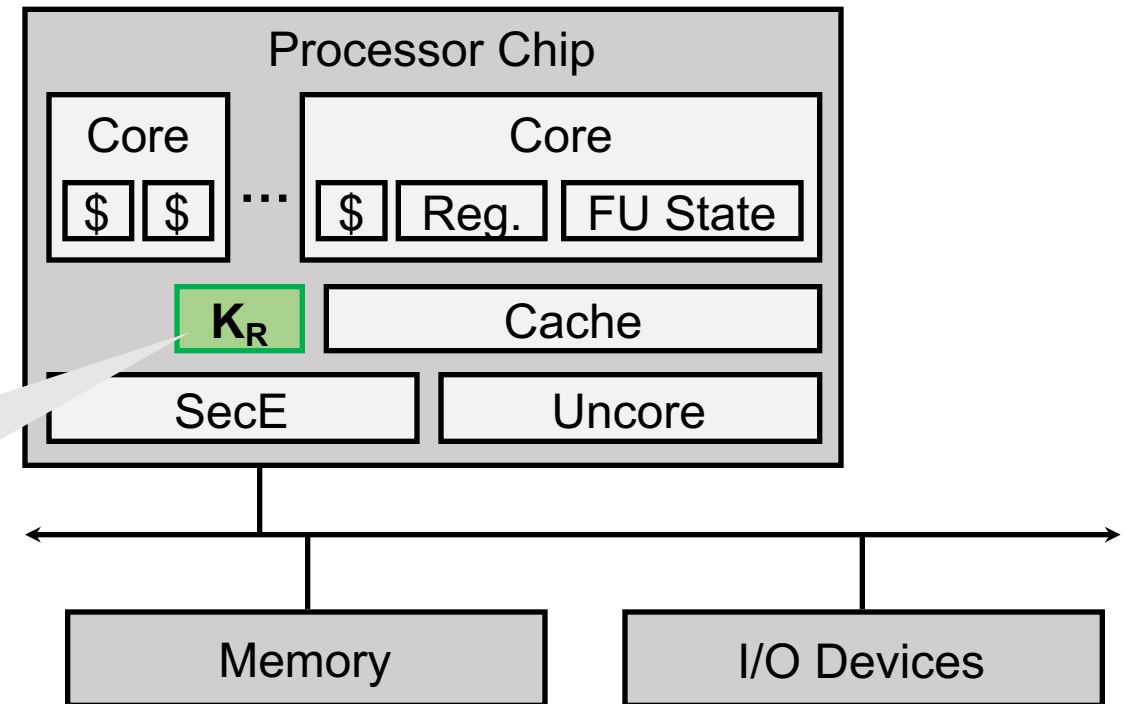 Processor Chip
Core
Core
$ $ ... $ Reg. FU State
K_R Cache
SecE Uncore
Memory I/O Devices